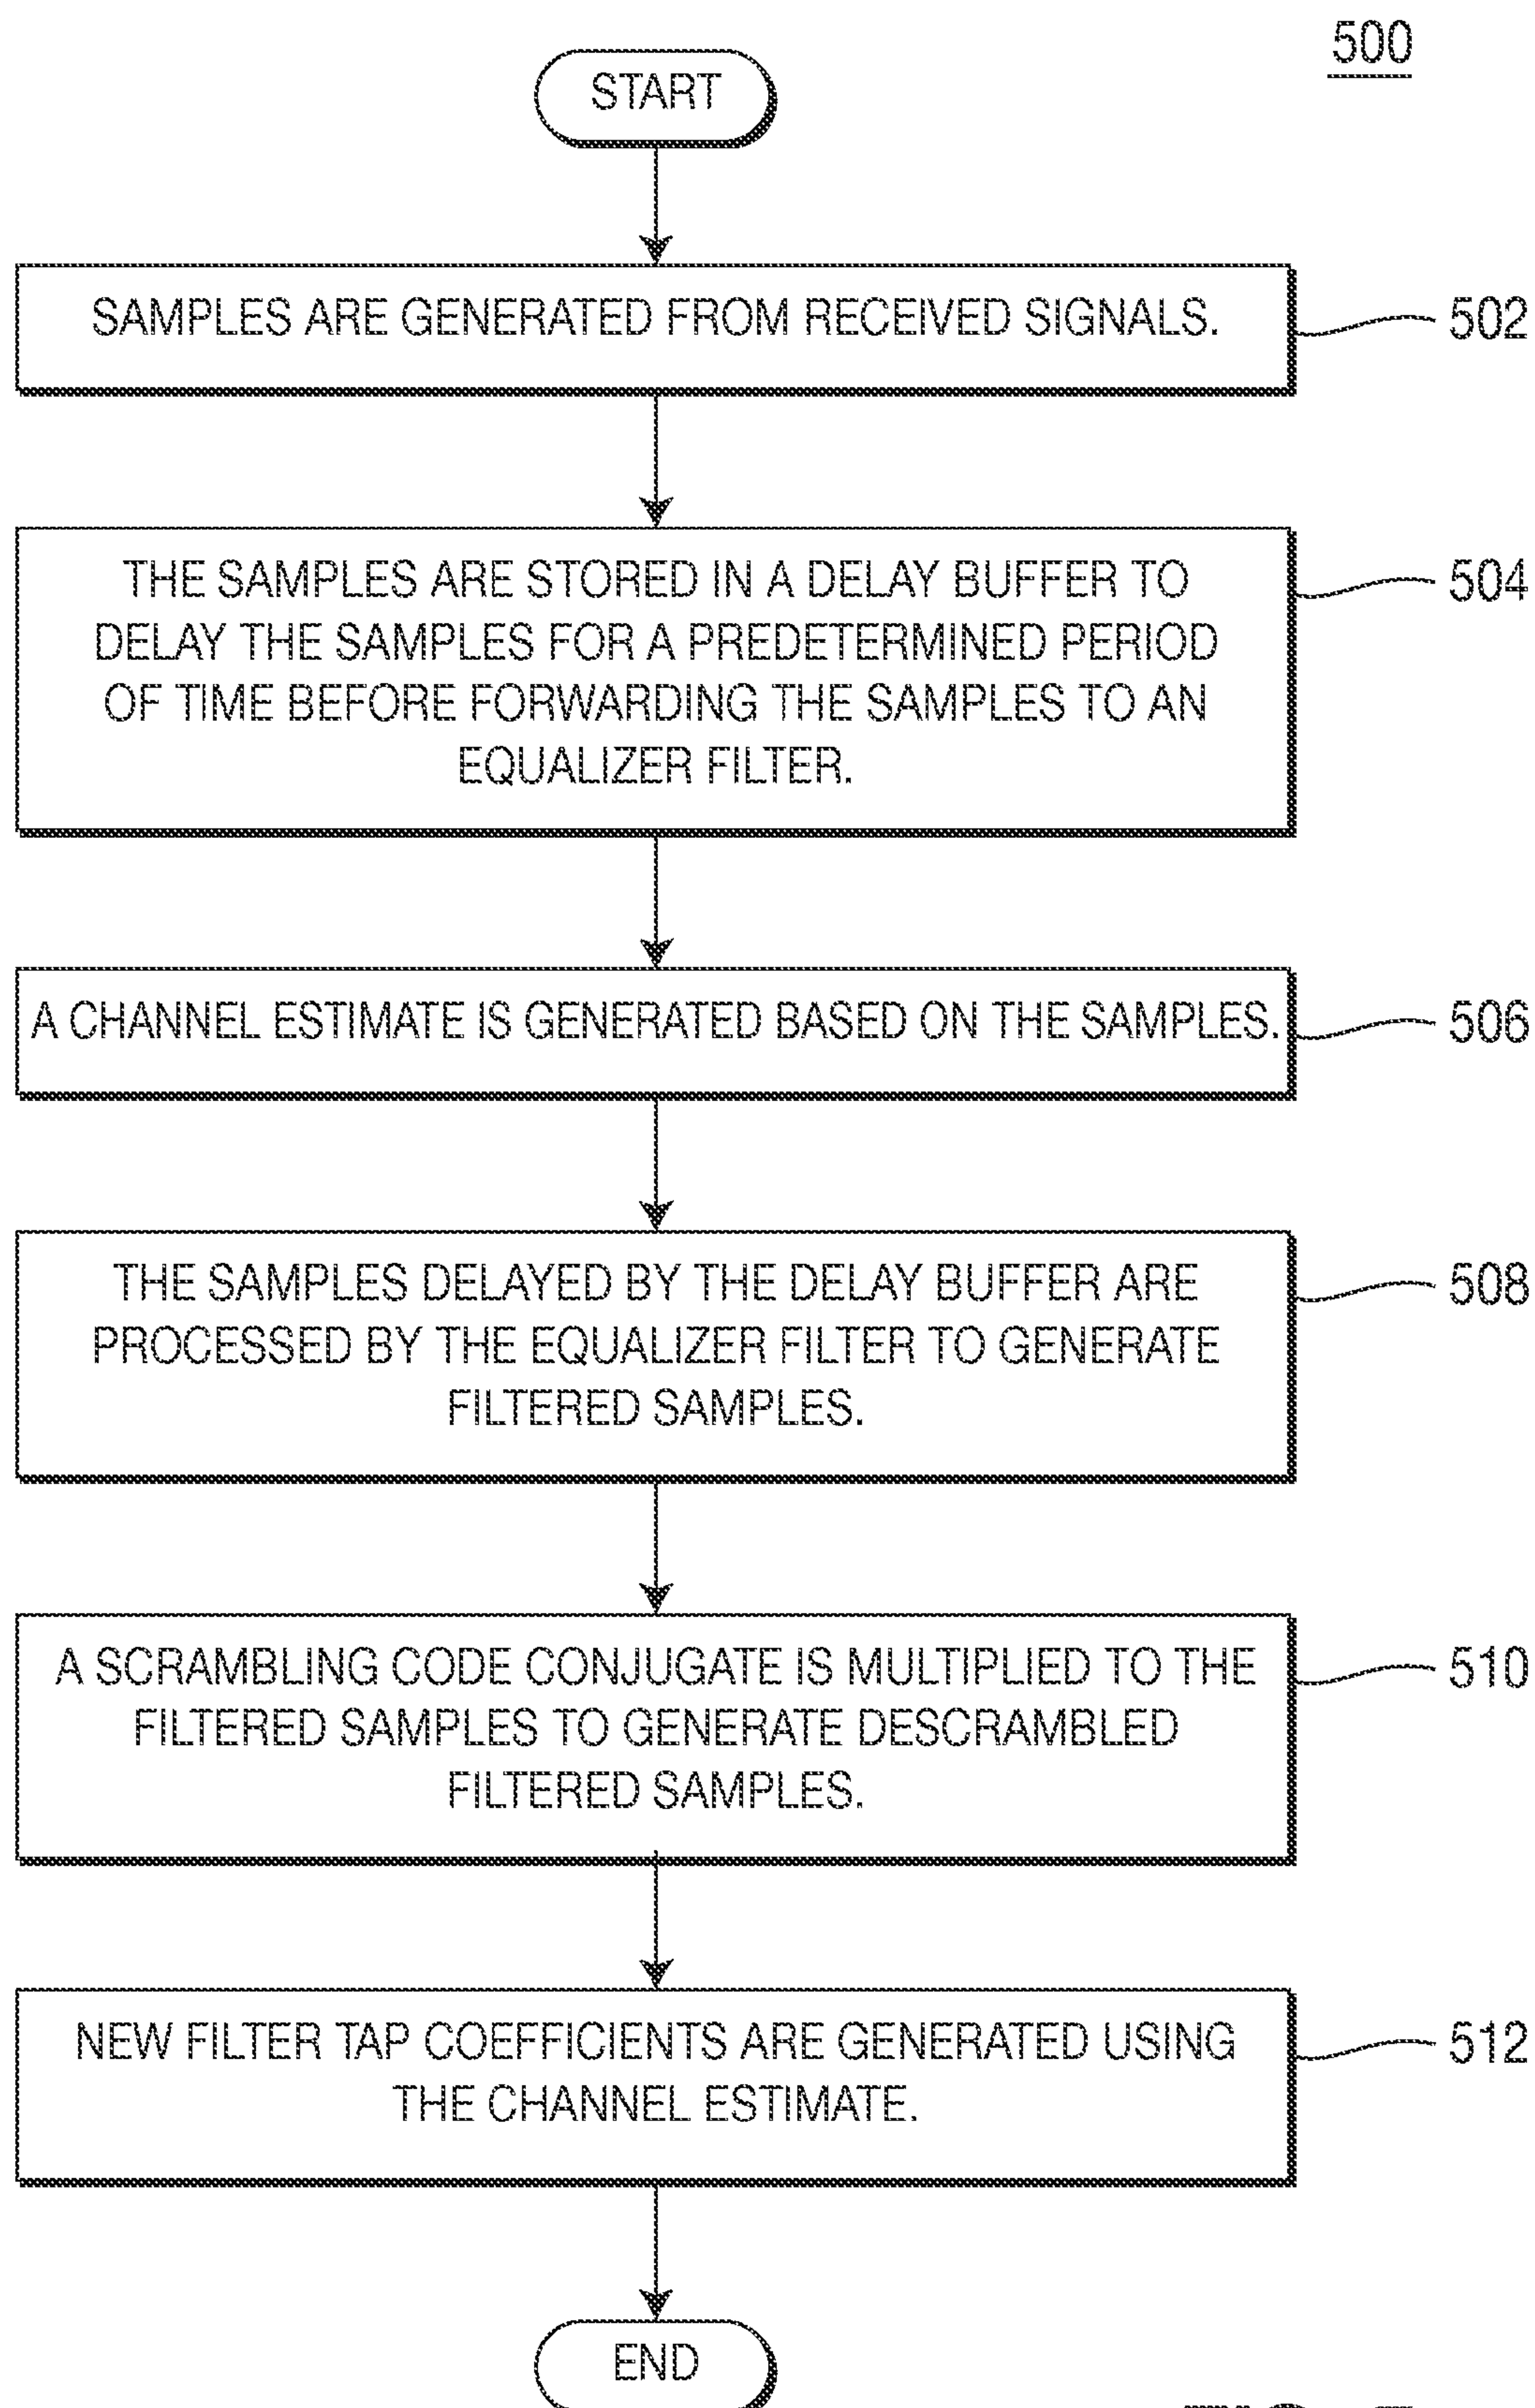 500
START
SAMPLES ARE GENERATED FROM RECEIVED SIGNALS.
502
THE SAMPLES ARE STORED IN A DELAY BUFFER TO
DELAY THE SAMPLES FOR A PREDETERMINED PERIOD
OF TIME BEFORE FORWARDING THE SAMPLES TO AN
EQUALIZER FILTER.
504
A CHANNEL ESTIMATE IS GENERATED BASED ON THE SAMPLES.
506
THE SAMPLES DELAYED BY THE DELAY BUFFER ARE
PROCESSED BY THE EQUALIZER FILTER TO GENERATE
FILTERED SAMPLES.
508
A SCRAMBLING CODE CONJUGATE IS MULTIPLIED TO THE
FILTERED SAMPLES TO GENERATE DESCRAMBLED
FILTERED SAMPLES.
510
NEW FILTER TAP COEFFICIENTS ARE GENERATED USING
THE CHANNEL ESTIMATE.
512
END